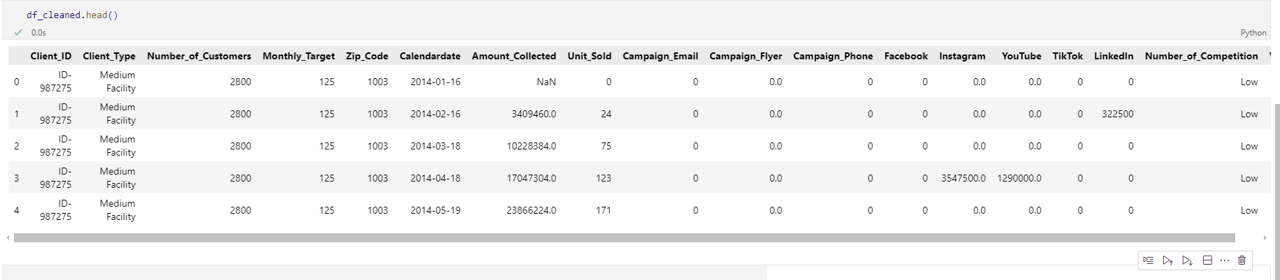 df_cleaned.head()
0.0s Python
Client_ID Client_Type Number_of_Customers Monthly_Target Zip_Code Calendardate Amount_Collected Unit_Sold Campaign_Email Campaign_Flyer Campaign_Phone Facebook Instagram YouTube TikTok LinkedIn Number_of_Competition
0 ID-987275 Medium Facility 2800 125 1003 2014-01-16 NaN 0 0 0.0 0 0 0.0 0.0 0 0 Low
1 ID-987275 Medium Facility 2800 125 1003 2014-02-16 3409460.0 24 0 0.0 0 0 0.0 0.0 0 322500 Low
2 ID-987275 Medium Facility 2800 125 1003 2014-03-18 10228384.0 75 0 0.0 0 0 0.0 0.0 0 0 Low
3 ID-987275 Medium Facility 2800 125 1003 2014-04-18 17047304.0 123 0 0.0 0 0 3547500.0 1290000.0 0 0 Low
4 ID-987275 Medium Facility 2800 125 1003 2014-05-19 23866224.0 171 0 0.0 0 0 0.0 0.0 0 0 Low